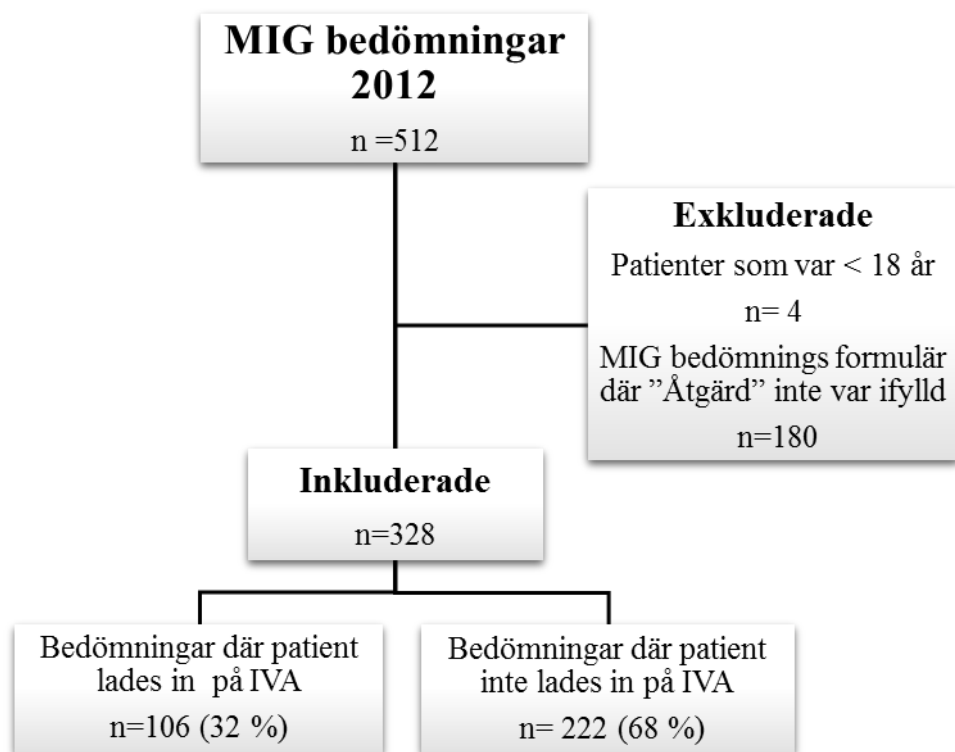 MIG bedömningar
2012
n =512
Exkluderade
Patienter som var < 18 år
n= 4
MIG bedömnings formulär
där ”Åtgärd” inte var ifylld
n=180
Inkluderade
n=328
Bedömningar där patient
lades in på IVA
n=106 (32 %)
Bedömningar där patient
inte lades in på IVA
n= 222 (68 %)